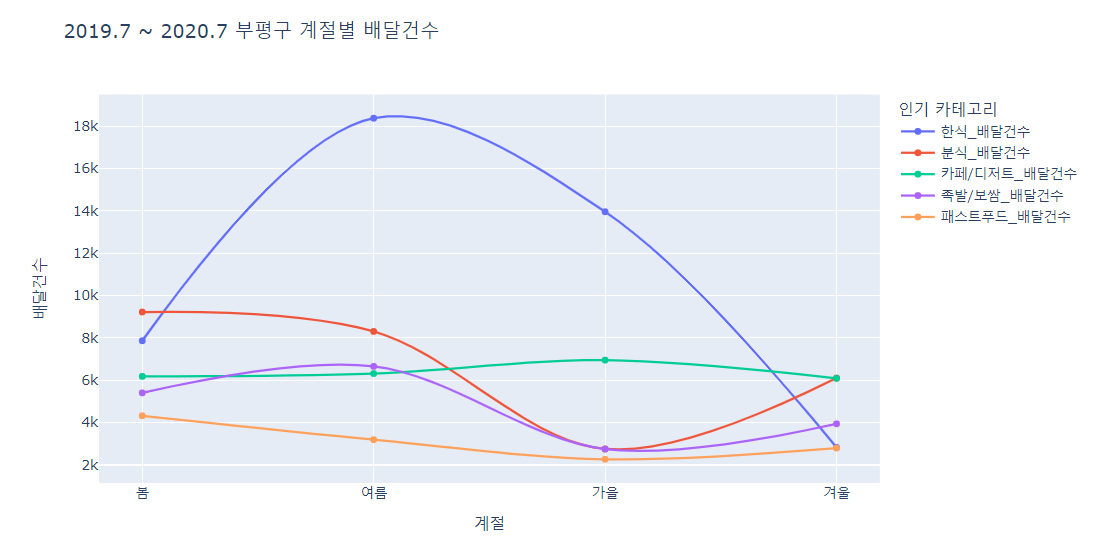 2019.7 ~ 2020.7 부평구 계절별 배달건수
인기 카테고리
한식_배달건수
분식_배달건수
카페/디저트_배달건수
족발/보쌈_배달건수
패스트푸드_배달건수
배달건수
18k
16k
14k
12k
10k
8k
6k
4k
2k
봄
여름
가을
겨울
계절